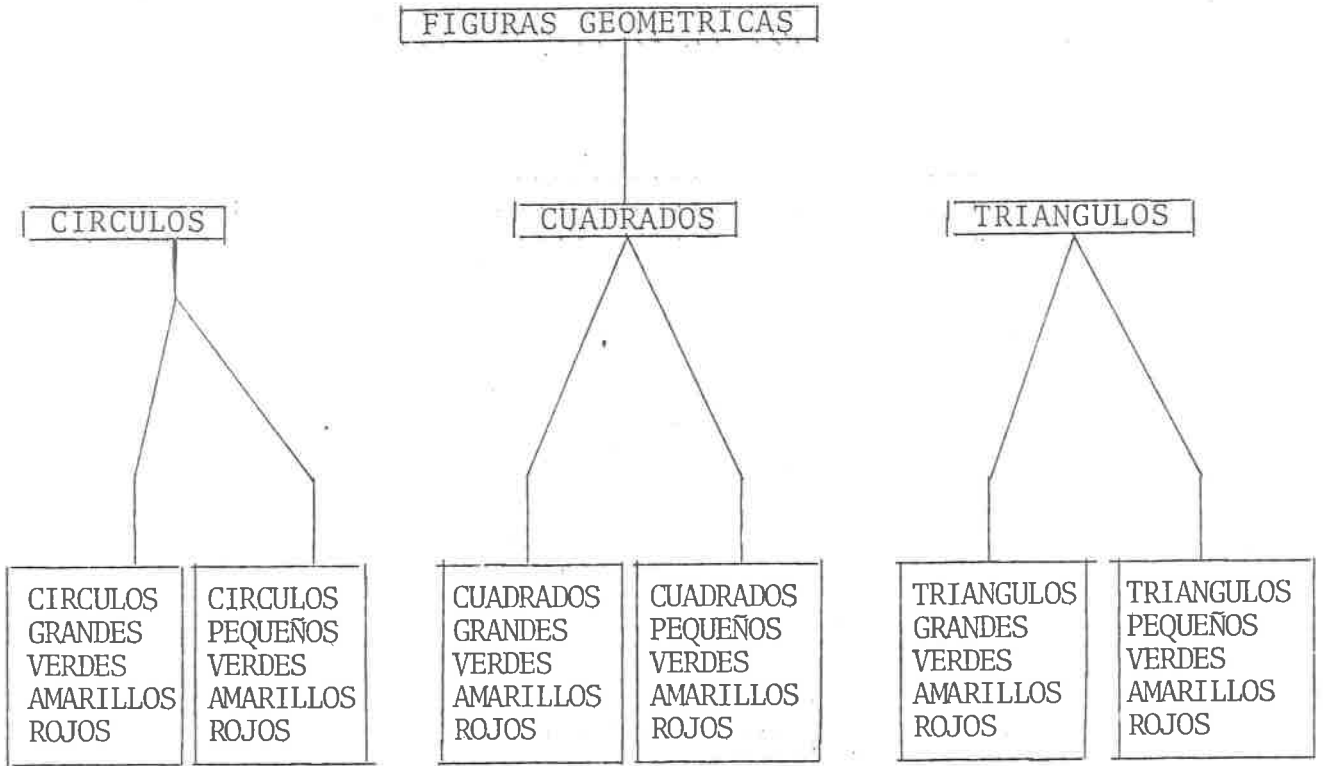 FIGURAS GEOMETRICAS
CIRCULOS
CUADRADOS
TRIANGULOS
CIRCULOS
GRANDES
VERDES
AMARILLOS
ROJOS
CIRCULOS
PEQUEÑOS
VERDES
AMARILLOS
ROJOS
CUADRADOS
GRANDES
VERDES
AMARILLOS
ROJOS
CUADRADOS
PEQUEÑOS
VERDES
AMARILLOS
ROJOS
TRIANGULOS
GRANDES
VERDES
AMARILLOS
ROJOS
TRIANGULOS
PEQUEÑOS
VERDES
AMARILLOS
ROJOS